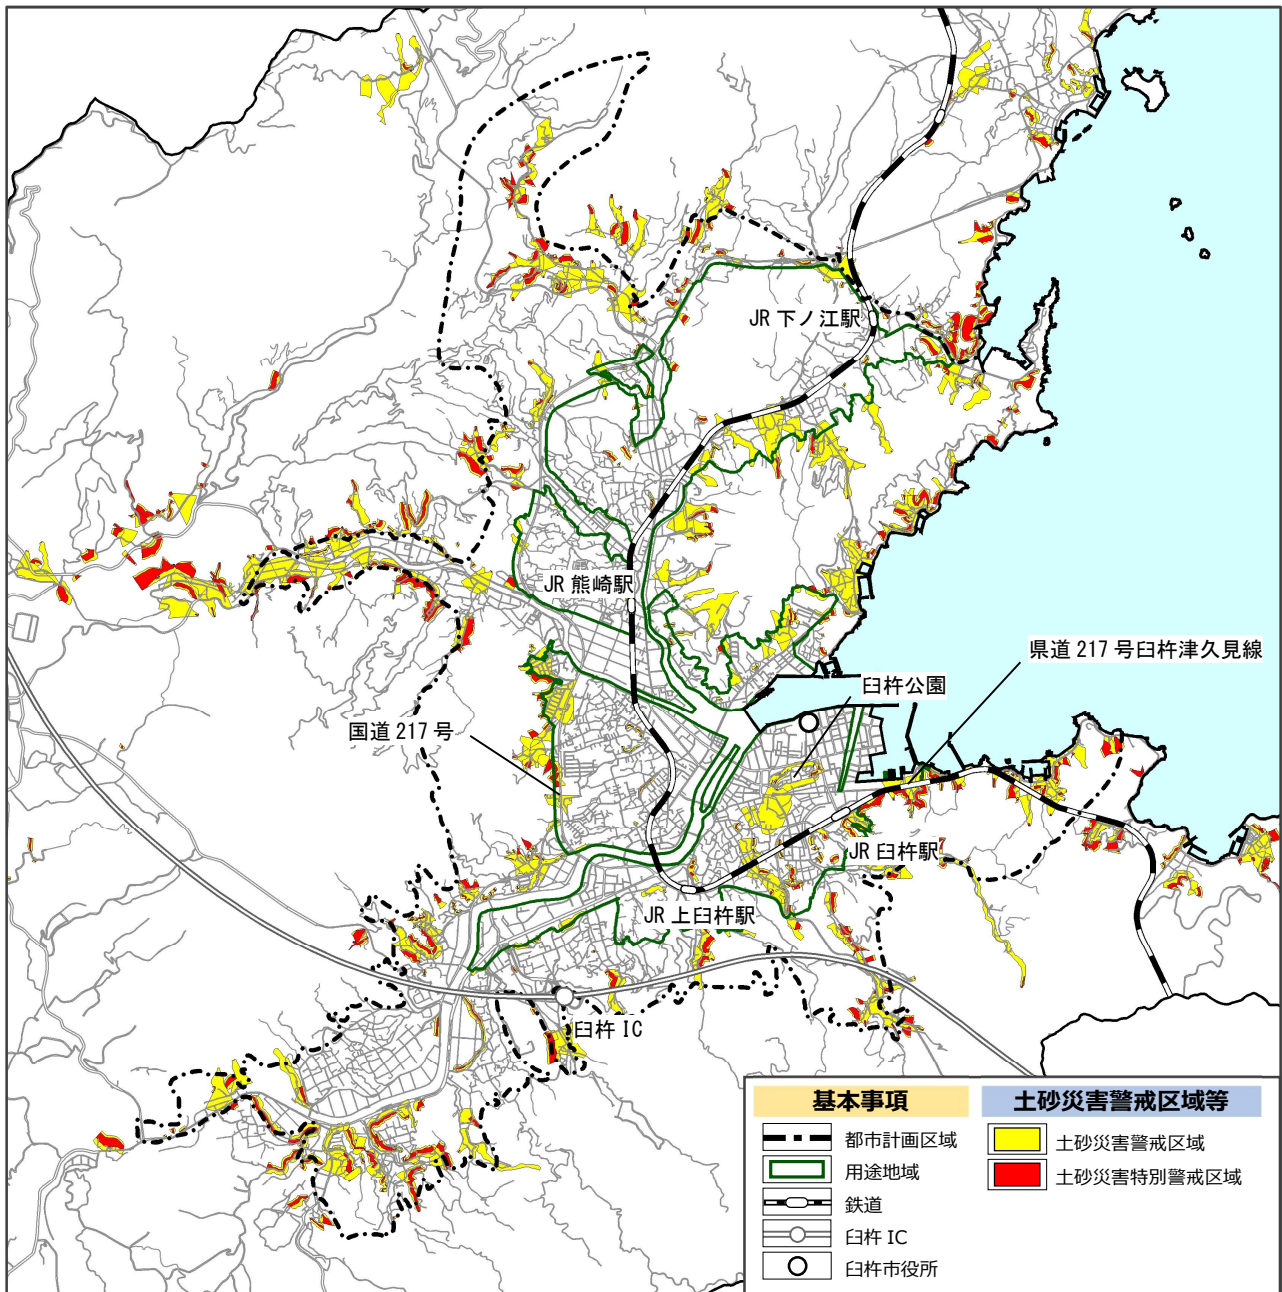 JR 下ノ江駅
JR 熊崎駅
県道 217 号臼杵津久見線
臼杵公園
国道 217 号
JR 臼杵駅
JR 上臼杵駅
臼杵 IC
基本事項
都市計画区域
用途地域
鉄道
臼杵 IC
臼杵市役所
土砂災害警戒区域等
土砂災害警戒区域
土砂災害特別警戒区域